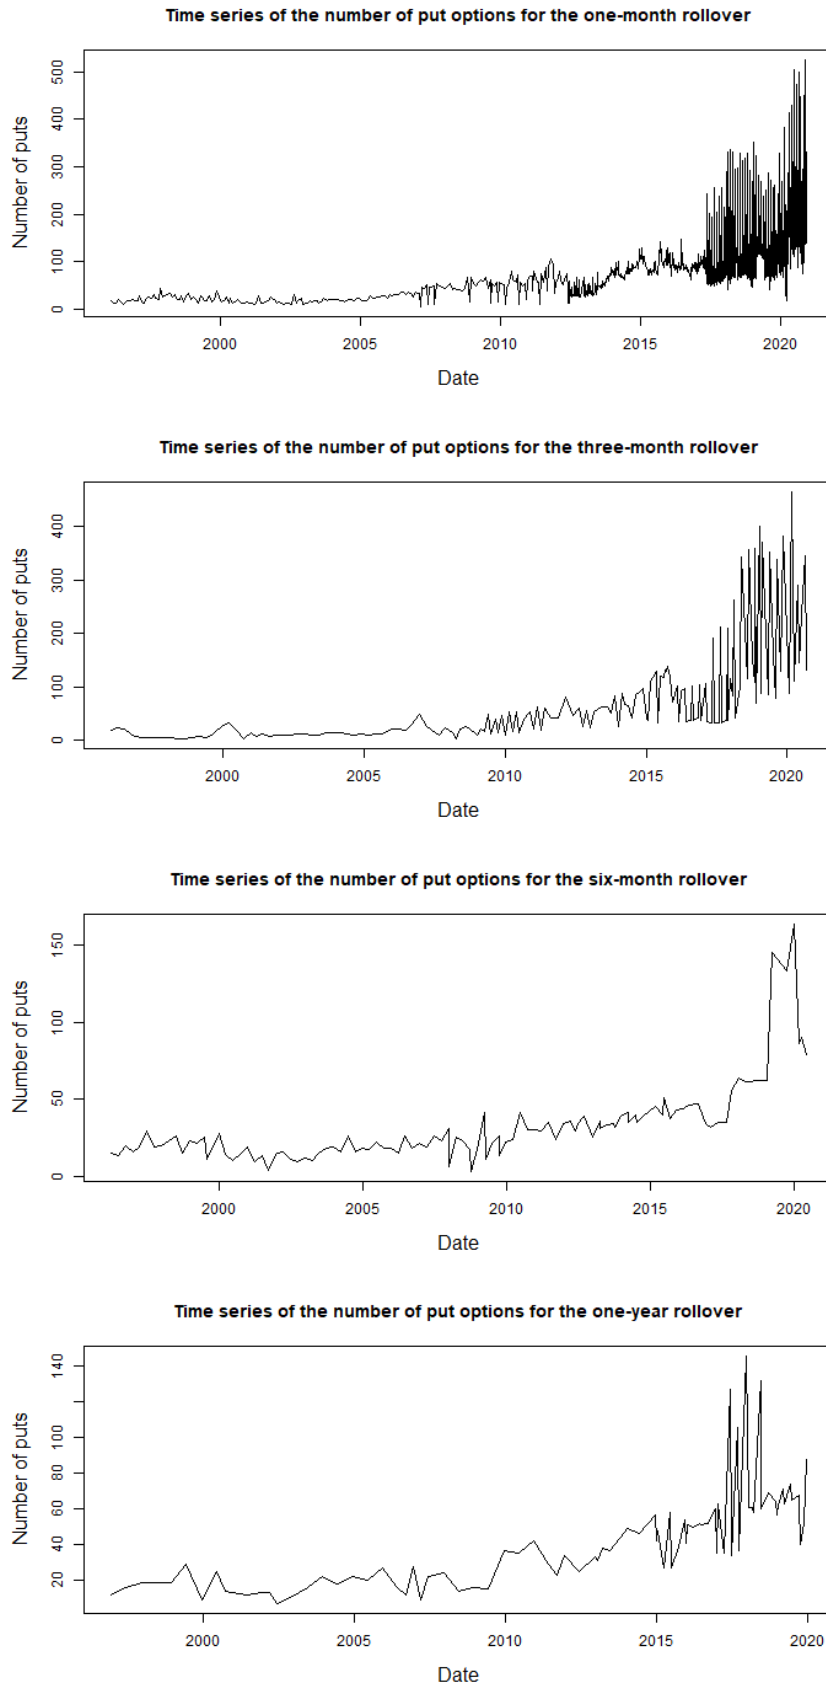 Time series of the number of put options for the one-month rollover
Number of puts
500
400
300
200
100
0
2000 2005 2010 2015 2020
Date
Time series of the number of put options for the three-month rollover
Number of puts
400
300
200
100
0
2000 2005 2010 2015 2020
Date
Time series of the number of put options for the six-month rollover
Number of puts
150
100
50
0
2000 2005 2010 2015 2020
Date
Time series of the number of put options for the one-year rollover
Number of puts
140
100
80
60
40
20
2000 2005 2010 2015 2020
Date